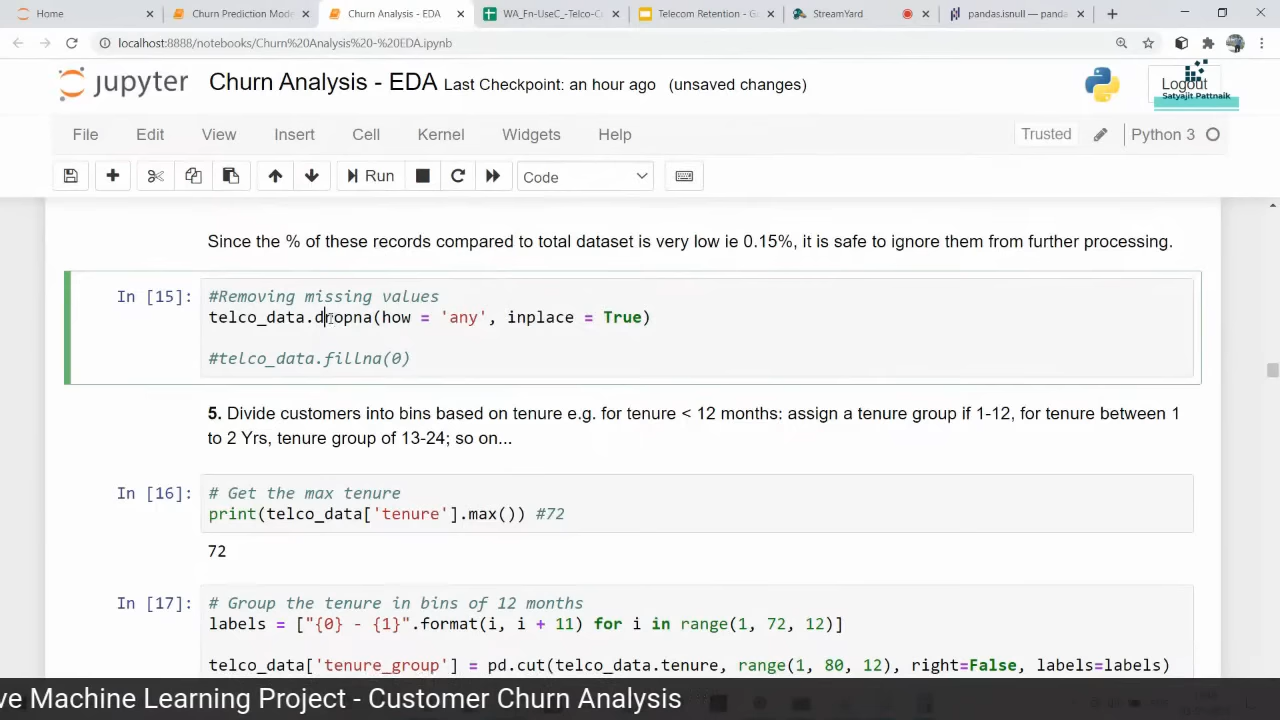 Home
Churn Prediction Mode
Churn Analysis - EDA
WA_Fn-UseC_-Telco-C
Telecom Retention - G
StreamYard
pandas.isnull — panda
localhost:8888/notebooks/Churn%20Analysis%20-%20EDA.ipynb
jupyter Churn Analysis - EDA Last Checkpoint: an hour ago (unsaved changes)
Logout
Satyajit Pattnaik
File Edit View Insert Cell Kernel Widgets Help
Trusted
Python 3
Run
Code
Since the % of these records compared to total dataset is very low ie 0.15%, it is safe to ignore them from further processing.
In [15]: #Removing missing values
telco_data.dropna(how = 'any', inplace = True)
#telco_data.fillna(0)
5. Divide customers into bins based on tenure e.g. for tenure < 12 months: assign a tenure group if 1-12, for tenure between 1
to 2 Yrs, tenure group of 13-24; so on...
In [16]: # Get the max tenure
print(telco_data['tenure'].max()) #72
72
In [17]: # Group the tenure in bins of 12 months
labels = ["{0} - {1}".format(i, i + 11) for i in range(1, 72, 12)]
telco_data['tenure_group'] = pd.cut(telco_data.tenure, range(1, 80, 12), right=False, labels=labels)
ve Machine Learning Project - Customer Churn Analysis